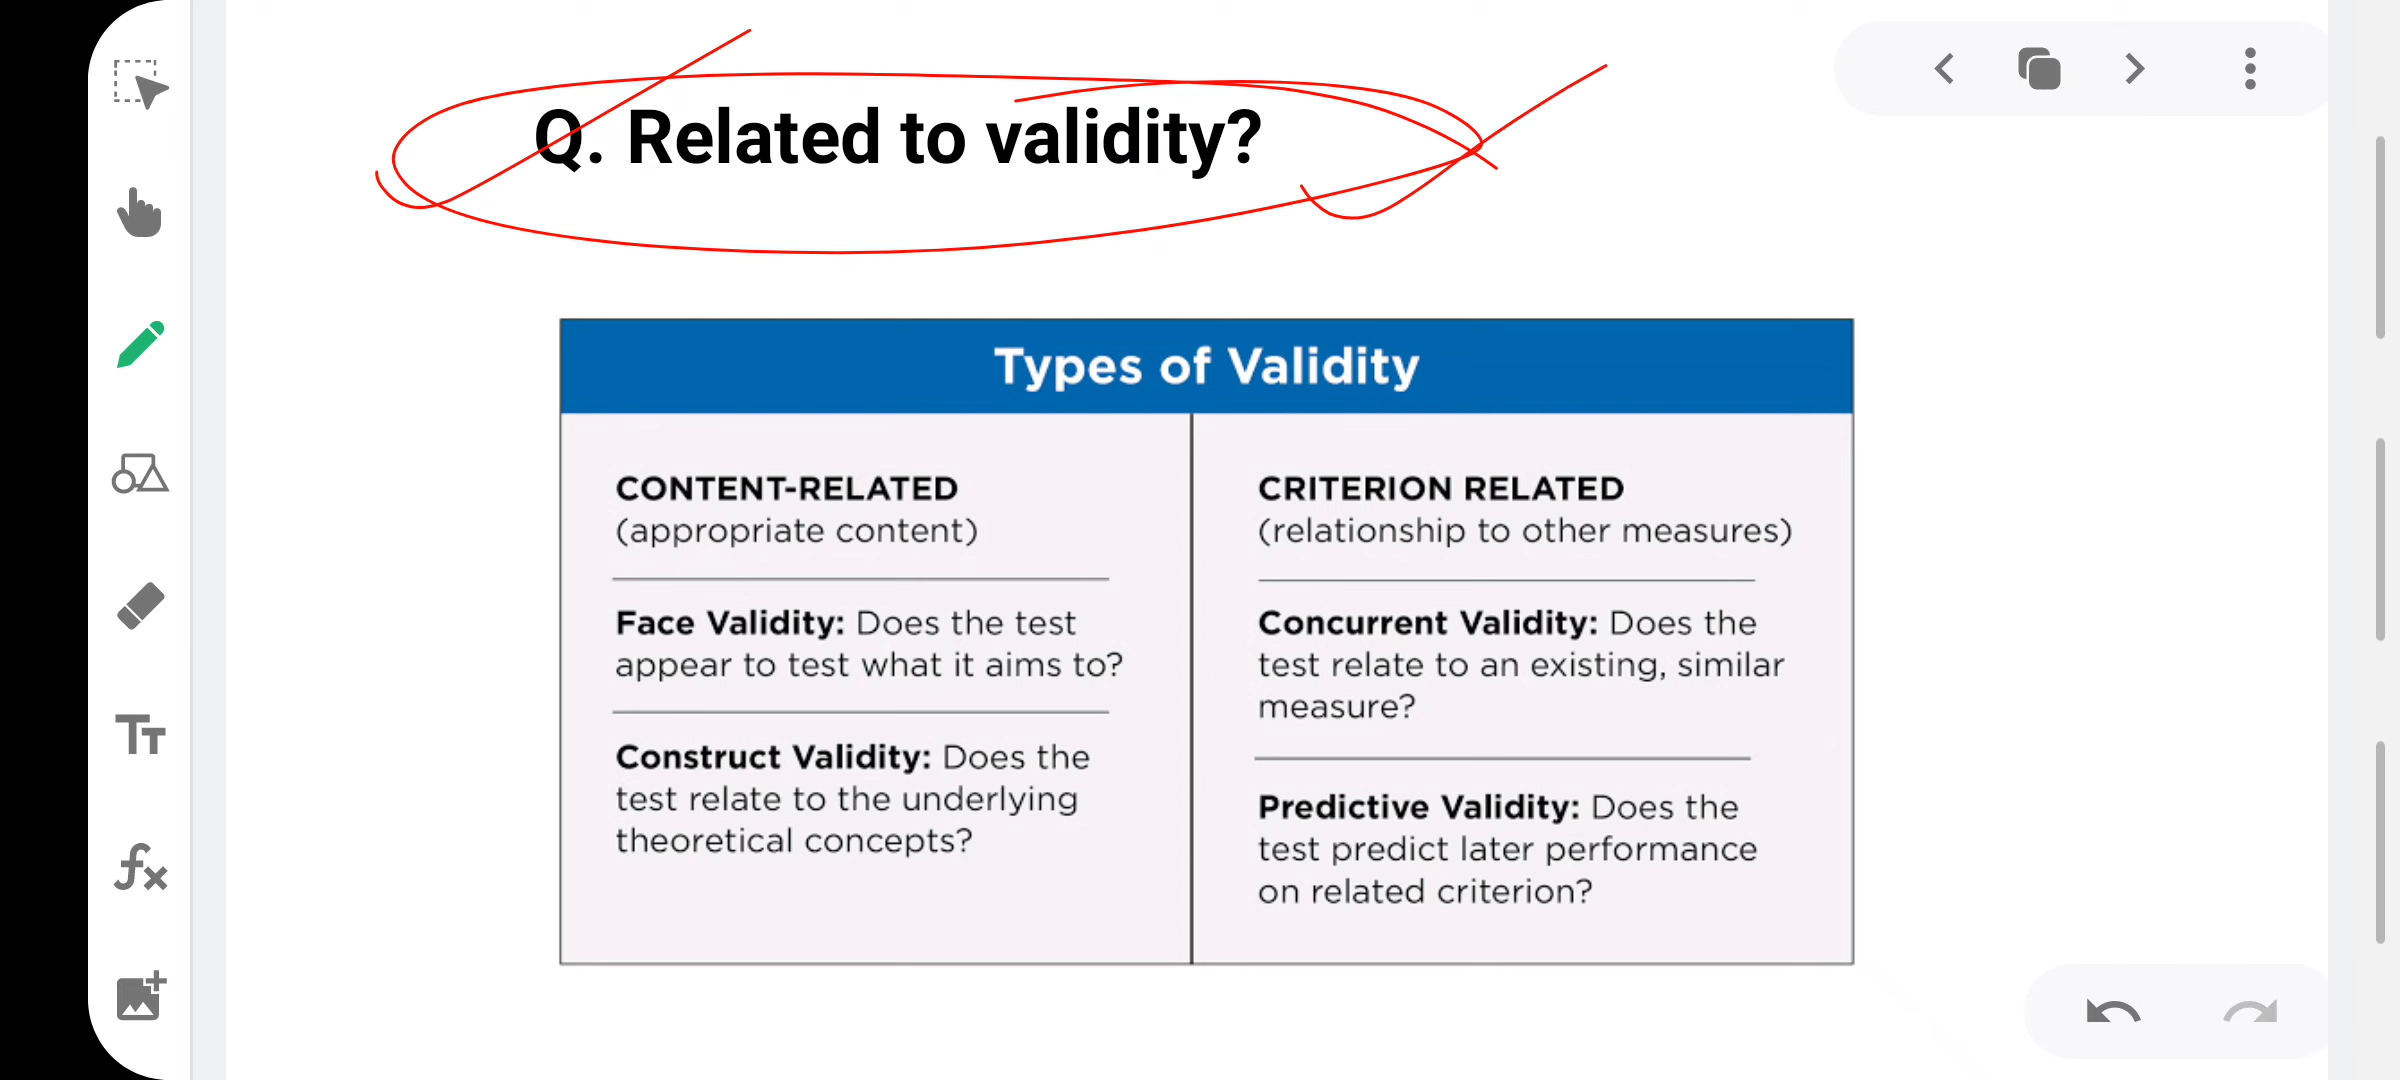 Q. Related to validity?
Types of Validity
CONTENT-RELATED
(appropriate content)
Face Validity: Does the test
appear to test what it aims to?
Construct Validity: Does the
test relate to the underlying
theoretical concepts?
CRITERION RELATED
(relationship to other measures)
Concurrent Validity: Does the
test relate to an existing, similar
measure?
Predictive Validity: Does the
test predict later performance
on related criterion?